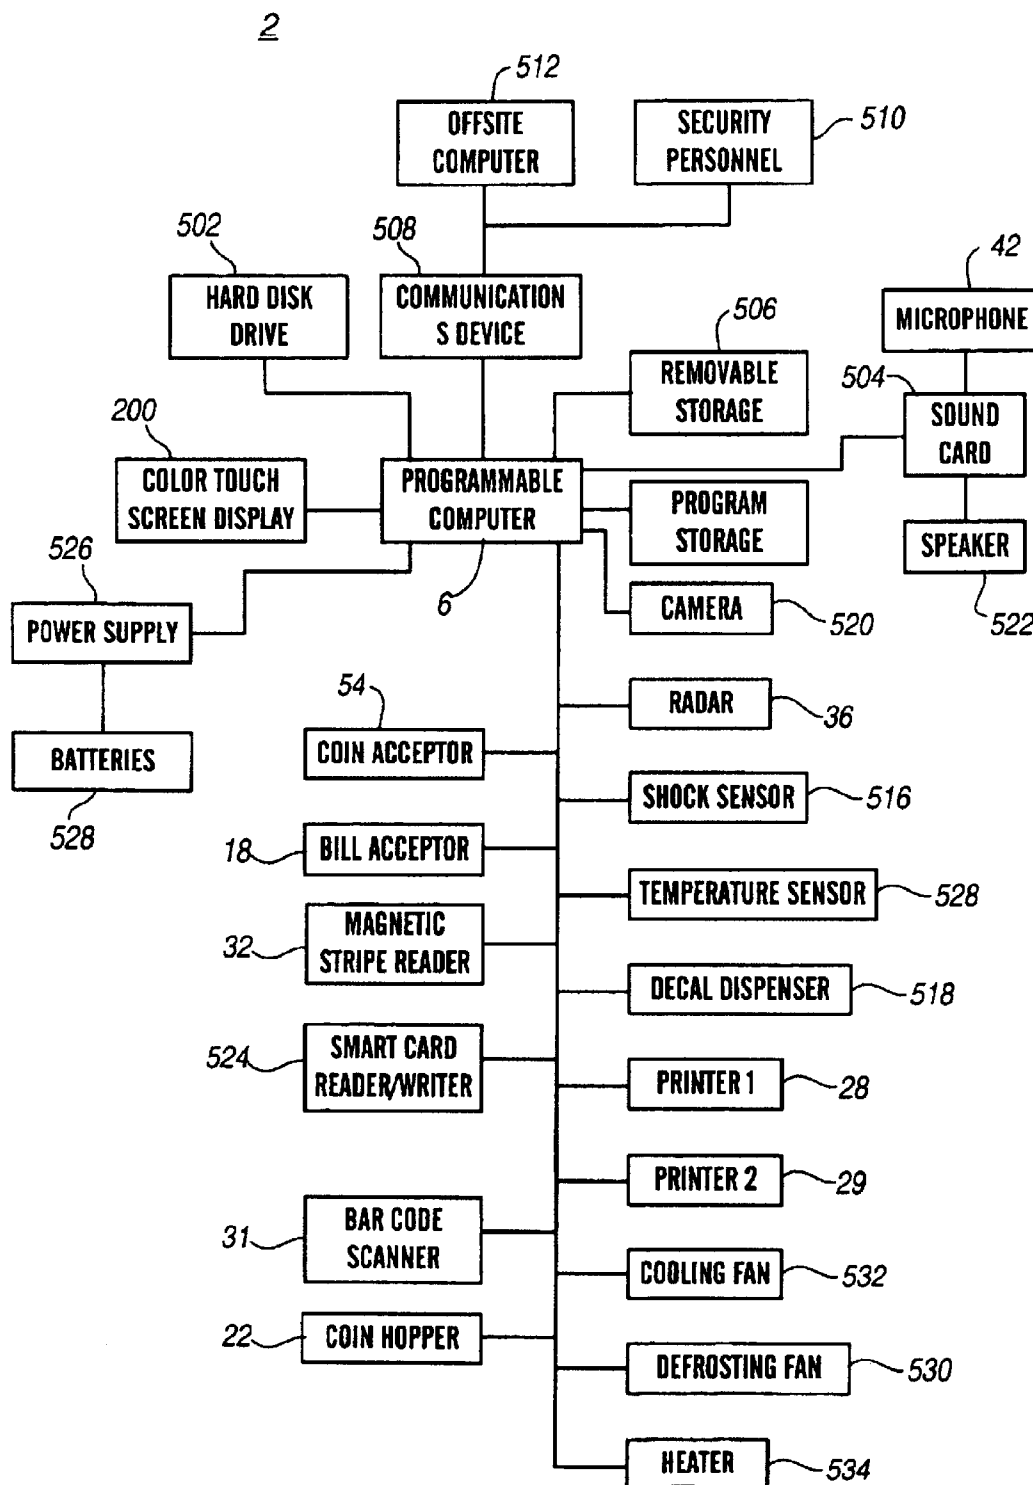 2
512
OFFSITE
COMPUTER
SECURITY
PERSONNEL
510
502
HARD DISK
DRIVE
508
COMMUNICATION
S DEVICE
42
MICROPHONE
506
REMOVABLE
STORAGE
504
SOUND
CARD
200
COLOR TOUCH
SCREEN DISPLAY
PROGRAMMABLE
COMPUTER
6
PROGRAM
STORAGE
SPEAKER
522
526
POWER SUPPLY
CAMERA
520
BATTERIES
528
54
COIN ACCEPTOR
RADAR
36
SHOCK SENSOR
516
18
BILL ACCEPTOR
TEMPERATURE SENSOR
528
32
MAGNETIC
STRIPE READER
DECAL DISPENSER
518
524
SMART CARD
READER/WRITER
PRINTER 1
28
PRINTER 2
29
31
BAR CODE
SCANNER
COOLING FAN
532
22
COIN HOPPER
DEFROSTING FAN
530
HEATER
534